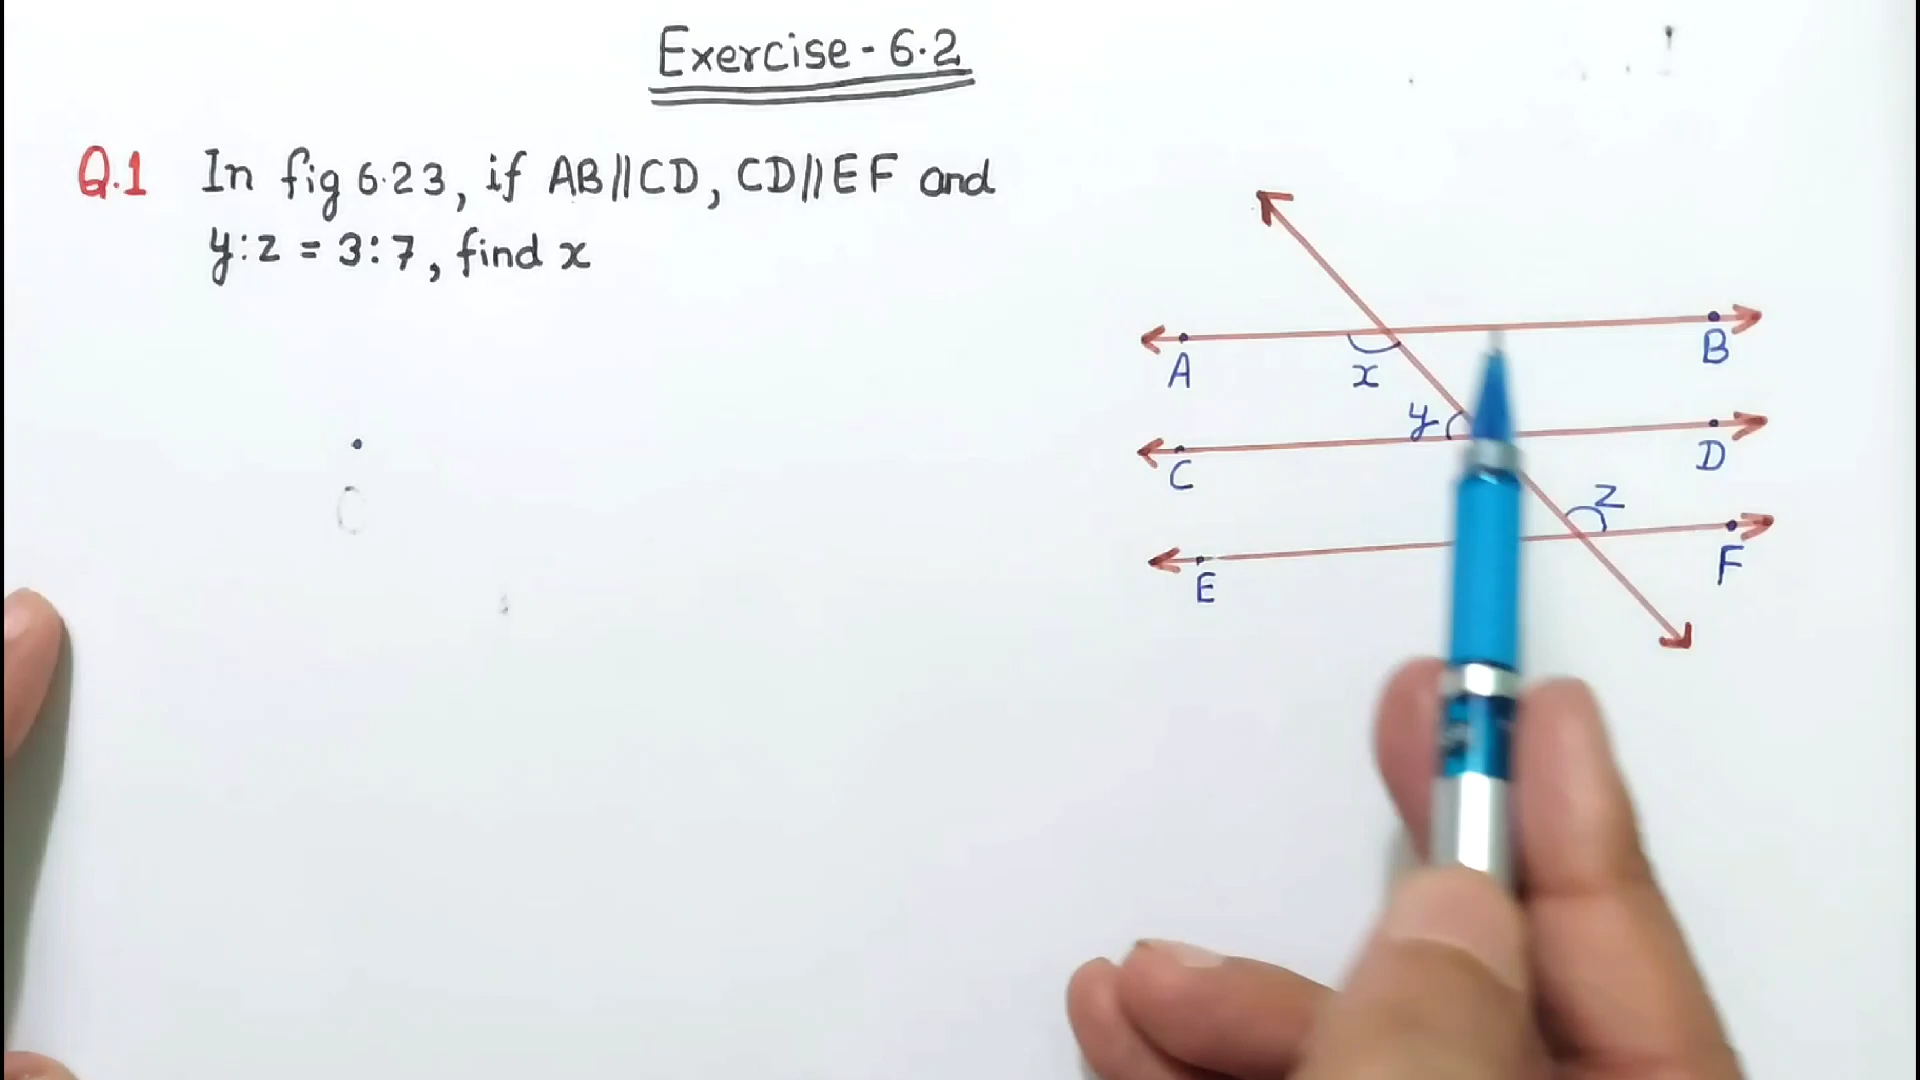 Exercise - 6.2
Q.1 In fig 6.23, if AB||CD, CD||EF and
y:z = 3:7, find x
A
B
x
y
C
D
z
E
F